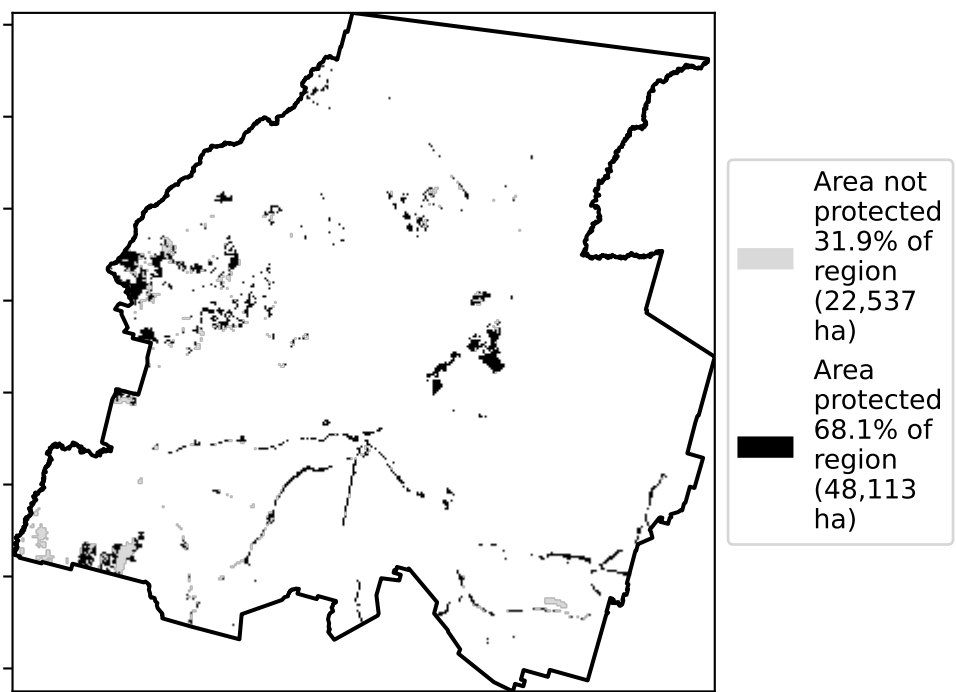 Area not
protected
31.9% of
region
(22,537
ha)
Area
protected
68.1% of
region
(48,113
ha)